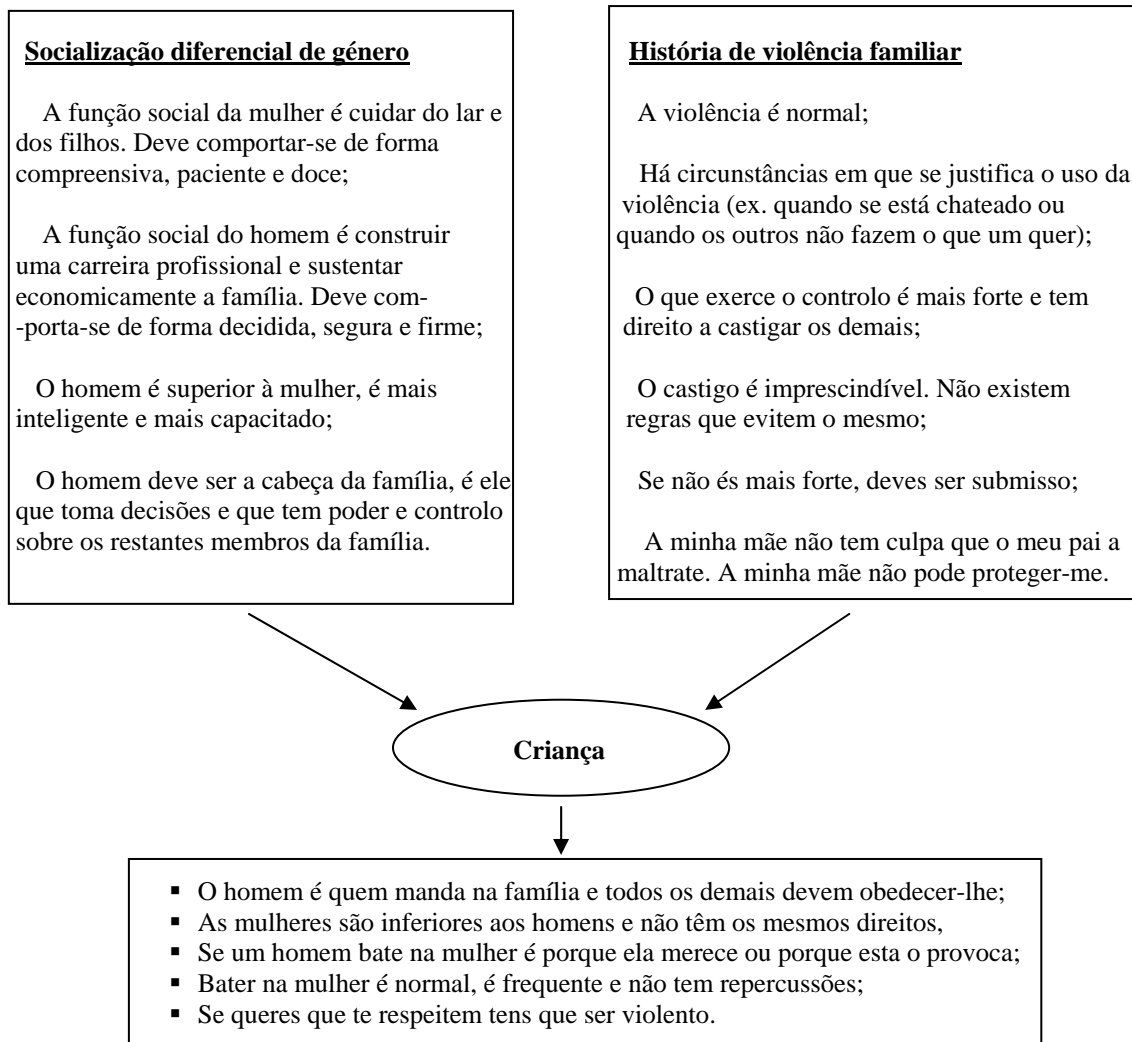 Socialização diferencial de género
A função social da mulher é cuidar do lar e
dos filhos. Deve comportar-se de forma
compreensiva, paciente e doce;
A função social do homem é construir
uma carreira profissional e sustentar
economicamente a família. Deve com-
-porta-se de forma decidida, segura e firme;
O homem é superior à mulher, é mais
inteligente e mais capacitado;
O homem deve ser a cabeça da família, é ele
que toma decisões e que tem poder e controlo
sobre os restantes membros da família.
História de violência familiar
A violência é normal;
Há circunstâncias em que se justifica o uso da
violência (ex. quando se está chateado ou
quando os outros não fazem o que um quer);
O que exerce o controlo é mais forte e tem
direito a castigar os demais;
O castigo é imprescindível. Não existem
regras que evitem o mesmo;
Se não és mais forte, deves ser submisso;
A minha mãe não tem culpa que o meu pai a
maltrate. A minha mãe não pode proteger-me.
Criança
▪ O homem é quem manda na família e todos os demais devem obedecer-lhe;
▪ As mulheres são inferiores aos homens e não têm os mesmos direitos,
▪ Se um homem bate na mulher é porque ela merece ou porque esta o provoca;
▪ Bater na mulher é normal, é frequente e não tem repercussões;
▪ Se queres que te respeitem tens que ser violento.